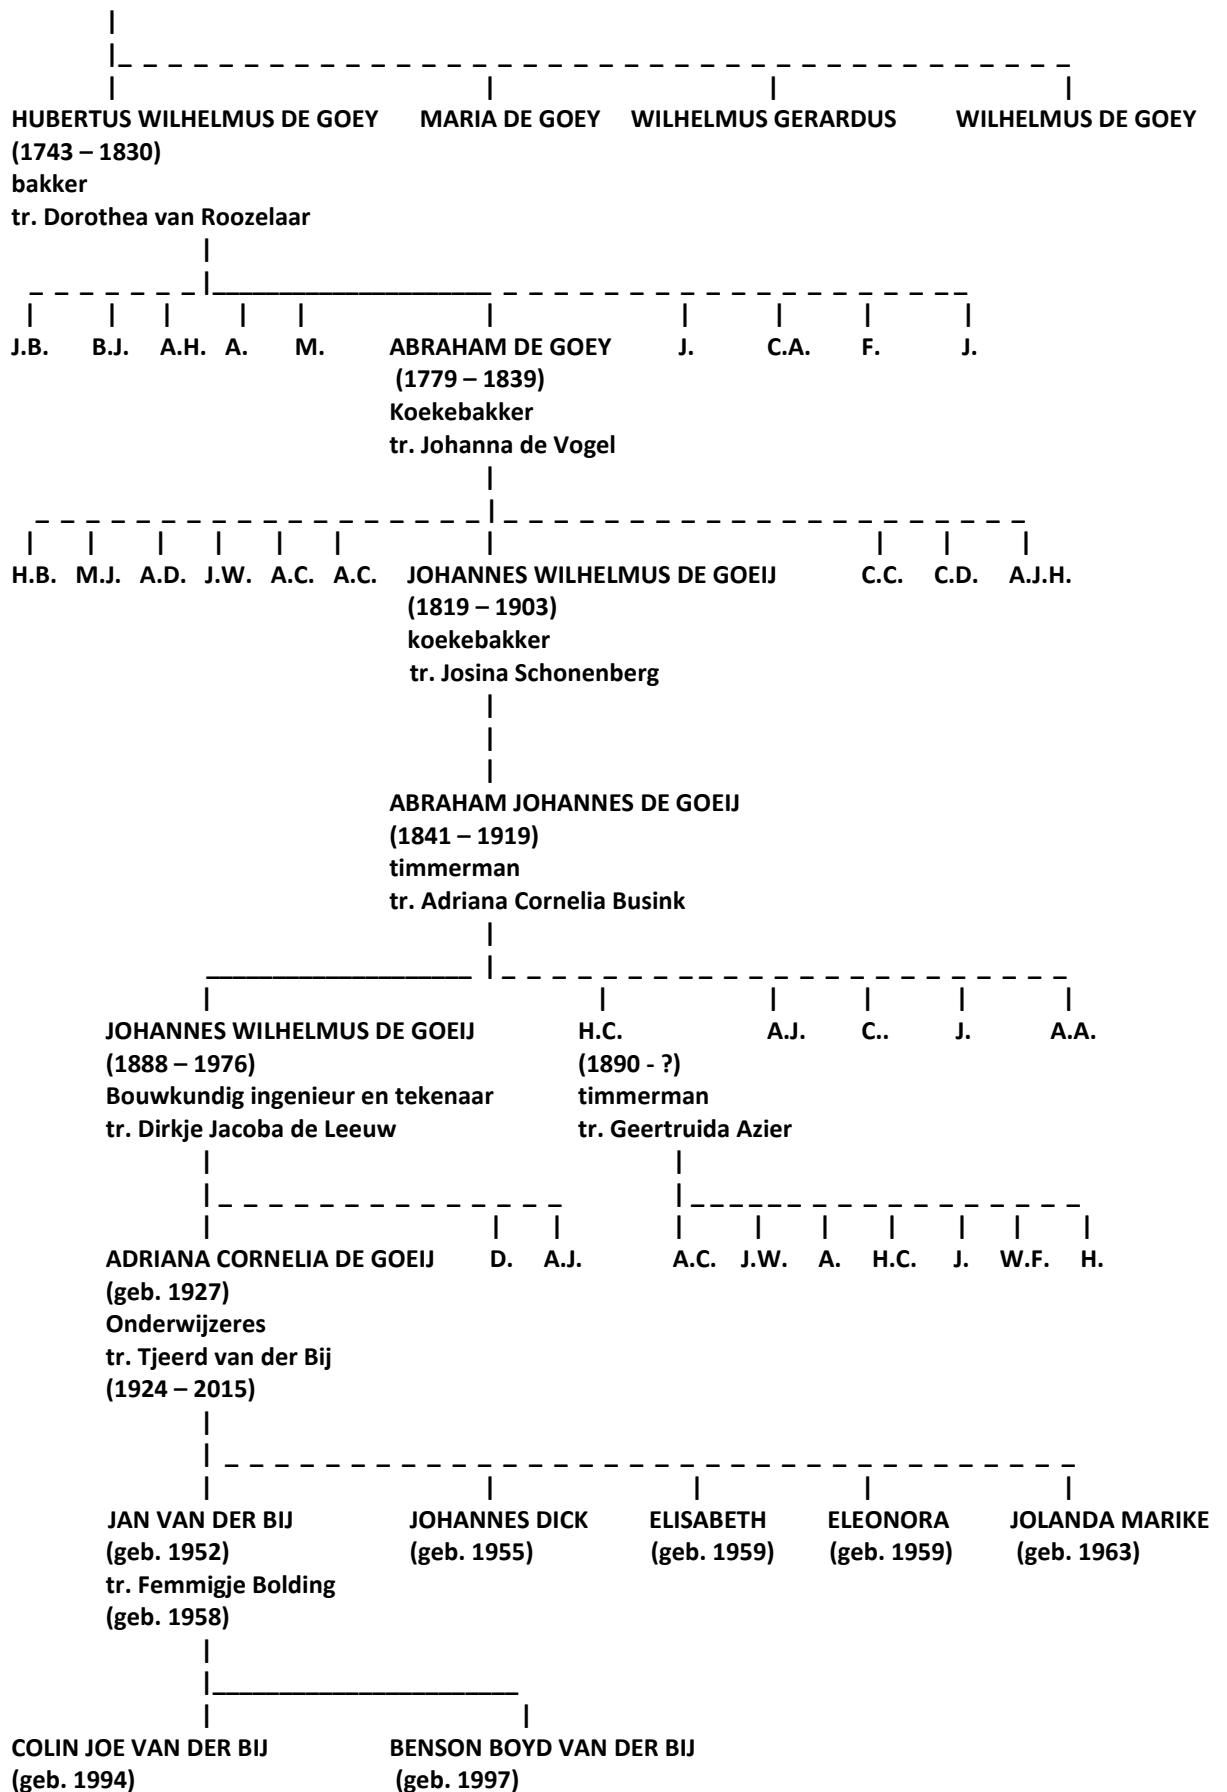 HUBERTUS WILHELMUS DE GOEY MARIA DE GOEY WILHELMUS GERARDUS WILHELMUS DE GOEY
(1743 – 1830)
bakker
tr. Dorothea van Roozelaar
J.B. B.J. A.H. A. M. ABRAHAM DE GOEY J. C.A. F. J.
(1779 – 1839)
Koekebakker
tr. Johanna de Vogel
H.B. M.J. A.D. J.W. A.C. A.C. JOHANNES WILHELMUS DE GOEIJ C.C. C.D. A.J.H.
(1819 – 1903)
koekebakker
tr. Josina Schonenberg
ABRAHAM JOHANNES DE GOEIJ
(1841 – 1919)
timmerman
tr. Adriana Cornelia Busink
JOHANNES WILHELMUS DE GOEIJ H.C. A.J. C.. J. A.A.
(1888 – 1976) (1890 - ?)
Bouwkundig ingenieur en tekenaar timmerman
tr. Dirkje Jacoba de Leeuw tr. Geertruida Azier
ADRIANA CORNELIA DE GOEIJ D. A.J. A.C. J.W. A. H.C. J. W.F. H.
(geb. 1927)
Onderwijzeres
tr. Tjeerd van der Bij
(1924 – 2015)
JAN VAN DER BIJ JOHANNES DICK ELISABETH ELEONORA JOLANDA MARIKE
(geb. 1952) (geb. 1955) (geb. 1959) (geb. 1959) (geb. 1963)
tr. Femmigje Bolding
(geb. 1958)
COLIN JOE VAN DER BIJ BENSON BOYD VAN DER BIJ
(geb. 1994) (geb. 1997)